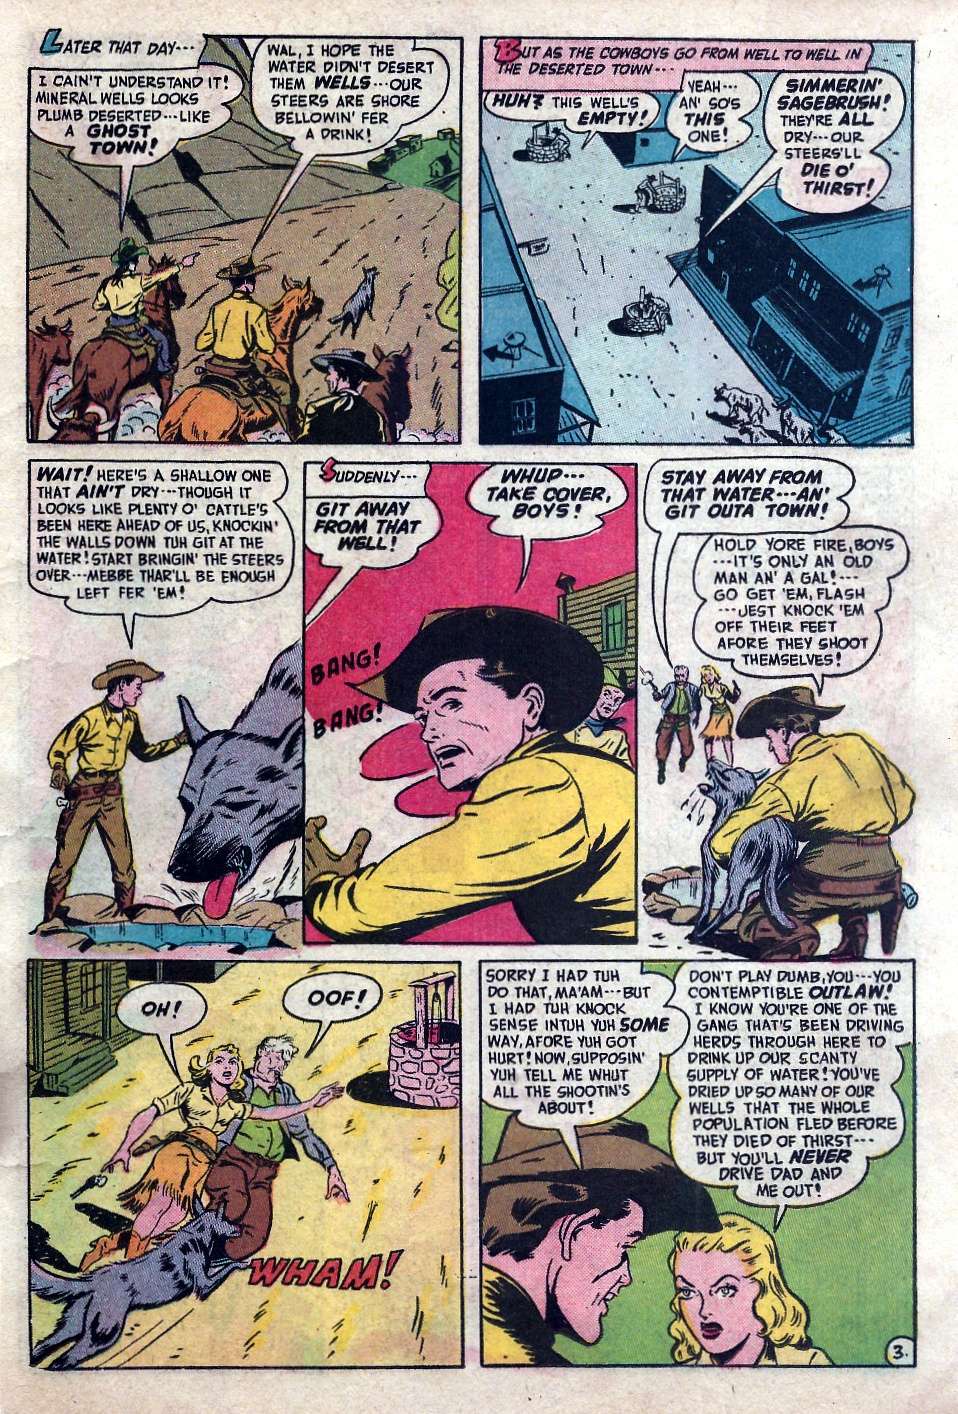 LATER THAT DAY---
I CAIN'T UNDERSTAND IT!
MINERAL WELLS LOOKS
PLUMB DESERTED---LIKE
A GHOST
TOWN!
WAL, I HOPE THE
WATER DIDN'T DESERT
THEM WELLS---OUR
STEERS ARE SHORE
BELLOWIN' FER
A DRINK!
BUT AS THE COWBOYS GO FROM WELL TO WELL IN
THE DESERTED TOWN---
HUH? THIS WELL'S
EMPTY!
YEAH---
AN' SO'S
THIS
ONE!
SIMMERIN'
SAGEBRUSH!
THEY'RE ALL
DRY---OUR
STEERS'LL
DIE O'
THIRST!
WAIT! HERE'S A SHALLOW ONE
THAT AIN'T DRY---THOUGH IT
LOOKS LIKE PLENTY O' CATTLE'S
BEEN HERE AHEAD OF US, KNOCKIN'
THE WALLS DOWN TUH GIT AT THE
WATER! START BRINGIN' THE STEERS
OVER---MEBBE THAR'LL BE ENOUGH
LEFT FER 'EM!
SUDDENLY---
GIT AWAY
FROM THAT
WELL!
WHUP---
TAKE COVER,
BOYS!
BANG!
BANG!
STAY AWAY FROM
THAT WATER---AN'
GIT OUTA TOWN!
HOLD YORE FIRE, BOYS
---IT'S ONLY AN OLD
MAN AN' A GAL!---
GO GET 'EM, FLASH
---JEST KNOCK 'EM
OFF THEIR FEET
AFORE THEY SHOOT
THEMSELVES!
OH!
OOF!
WHAM!
SORRY I HAD TUH
DO THAT, MA'AM---BUT
I HAD TUH KNOCK
SENSE INTUH YUH SOME
WAY, AFORE YUH GOT
HURT! NOW, SUPPOSIN'
YUH TELL ME WHUT
ALL THE SHOOTIN'S
ABOUT!
DON'T PLAY DUMB, YOU---YOU
CONTEMPTIBLE OUTLAW!
I KNOW YOU'RE ONE OF THE
GANG THAT'S BEEN DRIVING
HERDS THROUGH HERE TO
DRINK UP OUR SCANTY
SUPPLY OF WATER! YOU'VE
DRIED UP SO MANY OF OUR
WELLS THAT THE WHOLE
POPULATION FLED BEFORE
THEY DIED OF THIRST---
BUT YOU'LL NEVER
DRIVE DAD AND
ME OUT!
3.